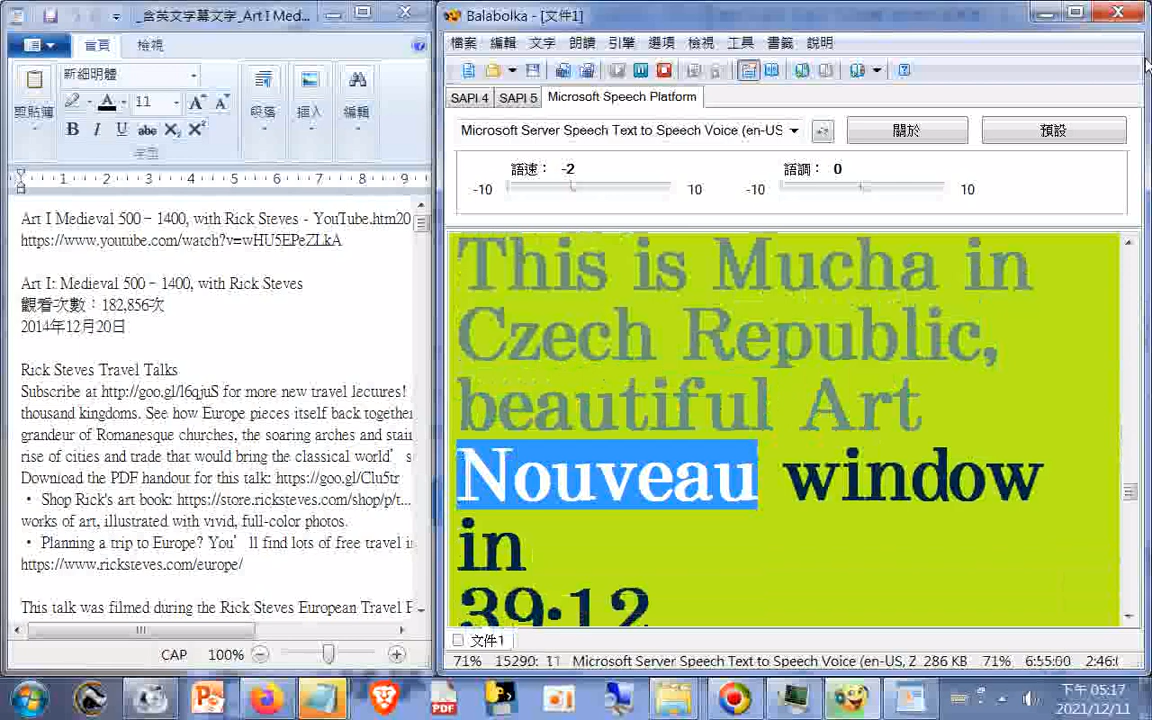 _含英文字幕文字_Art I Med...
首頁
檢視
新細明體
11
剪貼簿
段落
插入
編輯
字型
1 2 3 4 5 6 7 8 9
Art I Medieval 500–1400, with Rick Steves - YouTube.htm20
https://www.youtube.com/watch?v=wHU5EPeZLkA
Art I: Medieval 500–1400, with Rick Steves
觀看次數：182,856次
2014年12月20日
Rick Steves Travel Talks
Subscribe at http://goo.gl/l6qjuS for more new travel lectures!
thousand kingdoms. See how Europe pieces itself back together
grandeur of Romanesque churches, the soaring arches and stain
rise of cities and trade that would bring the classical world's
Download the PDF handout for this talk: https://goo.gl/Clu5tr
• Shop Rick's art book: https://store.ricksteves.com/shop/p/t...
works of art, illustrated with vivid, full-color photos.
• Planning a trip to Europe? You'll find lots of free travel i
https://www.ricksteves.com/europe/
This talk was filmed during the Rick Steves European Travel F
CAP 100%
Balabolka - [文件1]
檔案 編輯 文字 朗讀 引擎 選項 檢視 工具 書籤 說明
SAPI 4 SAPI 5 Microsoft Speech Platform
Microsoft Server Speech Text to Speech Voice (en-US
關於
預設
語速： -2
語調： 0
-10 10 -10 10
This is Mucha in
Czech Republic,
beautiful Art
Nouveau window
in
39:12
文件1
71% 15290: 11 Microsoft Server Speech Text to Speech Voice (en-US, Z 286 KB 71% 6:55:00 2:46:0
PDF
下午 05:17
2021/12/11